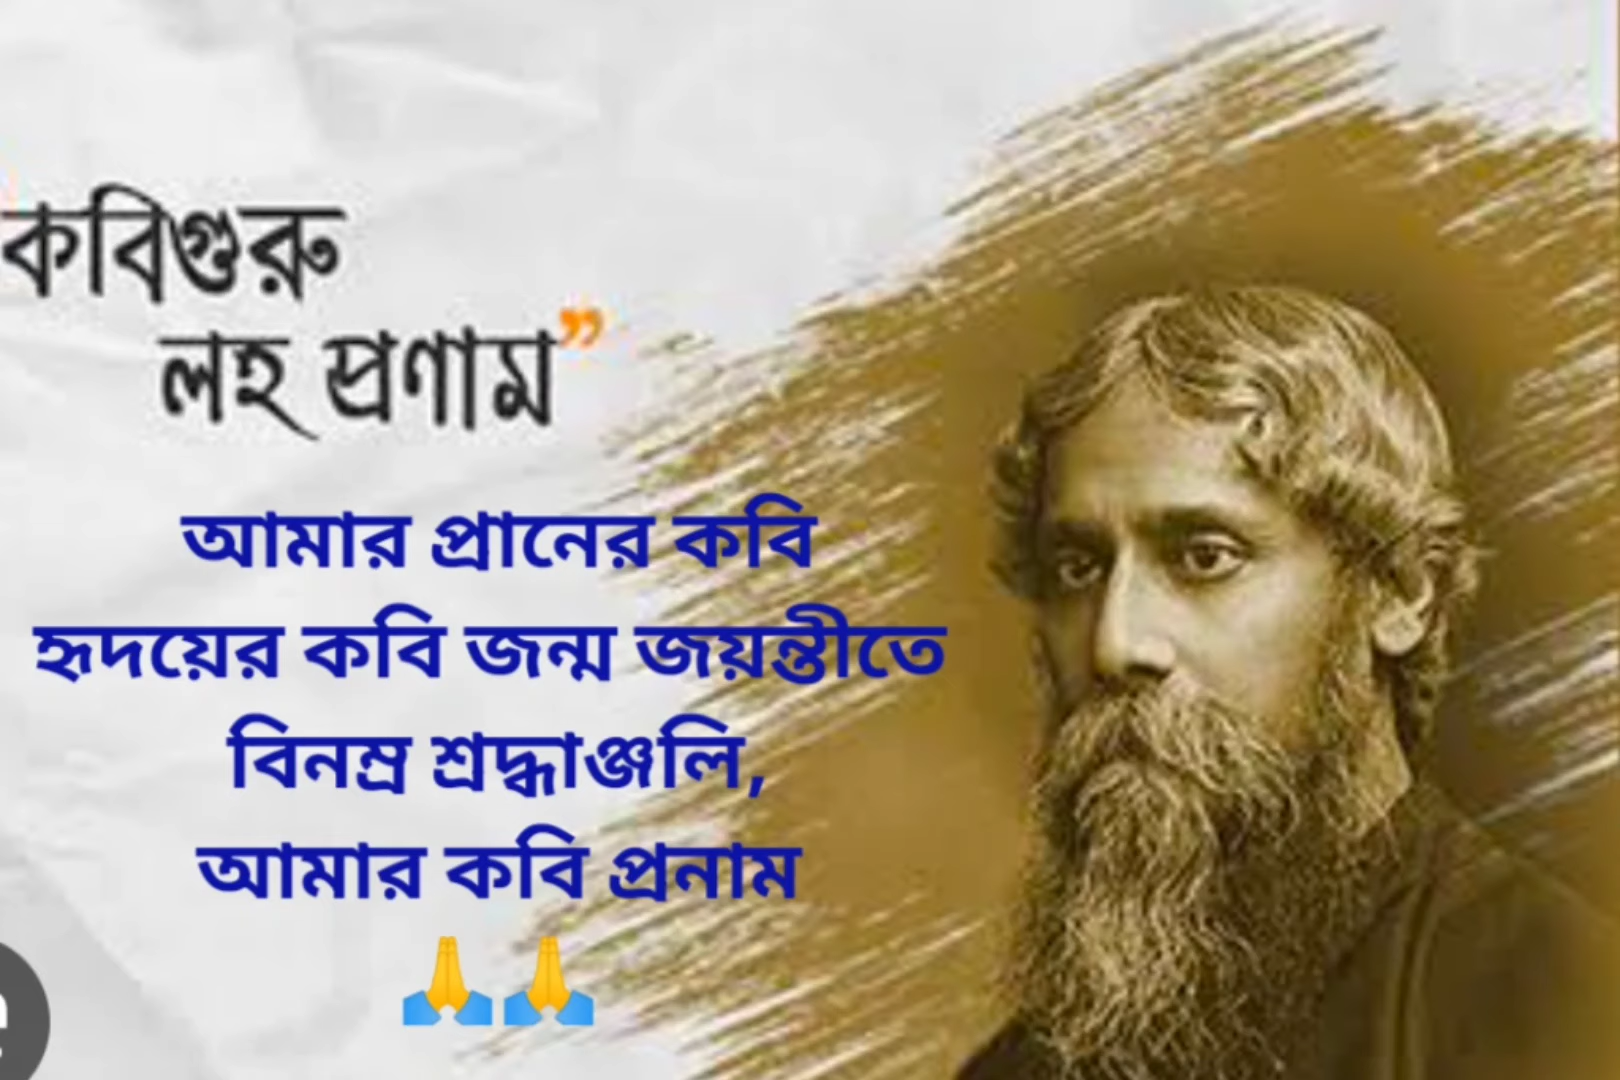 কবিগুরু
লহ প্রণাম”
আমার প্রানের কবি
হৃদয়ের কবি জন্ম জয়ন্তীতে
বিনম্র শ্রদ্ধাঞ্জলি,
আমার কবি প্রনাম
🙏🙏